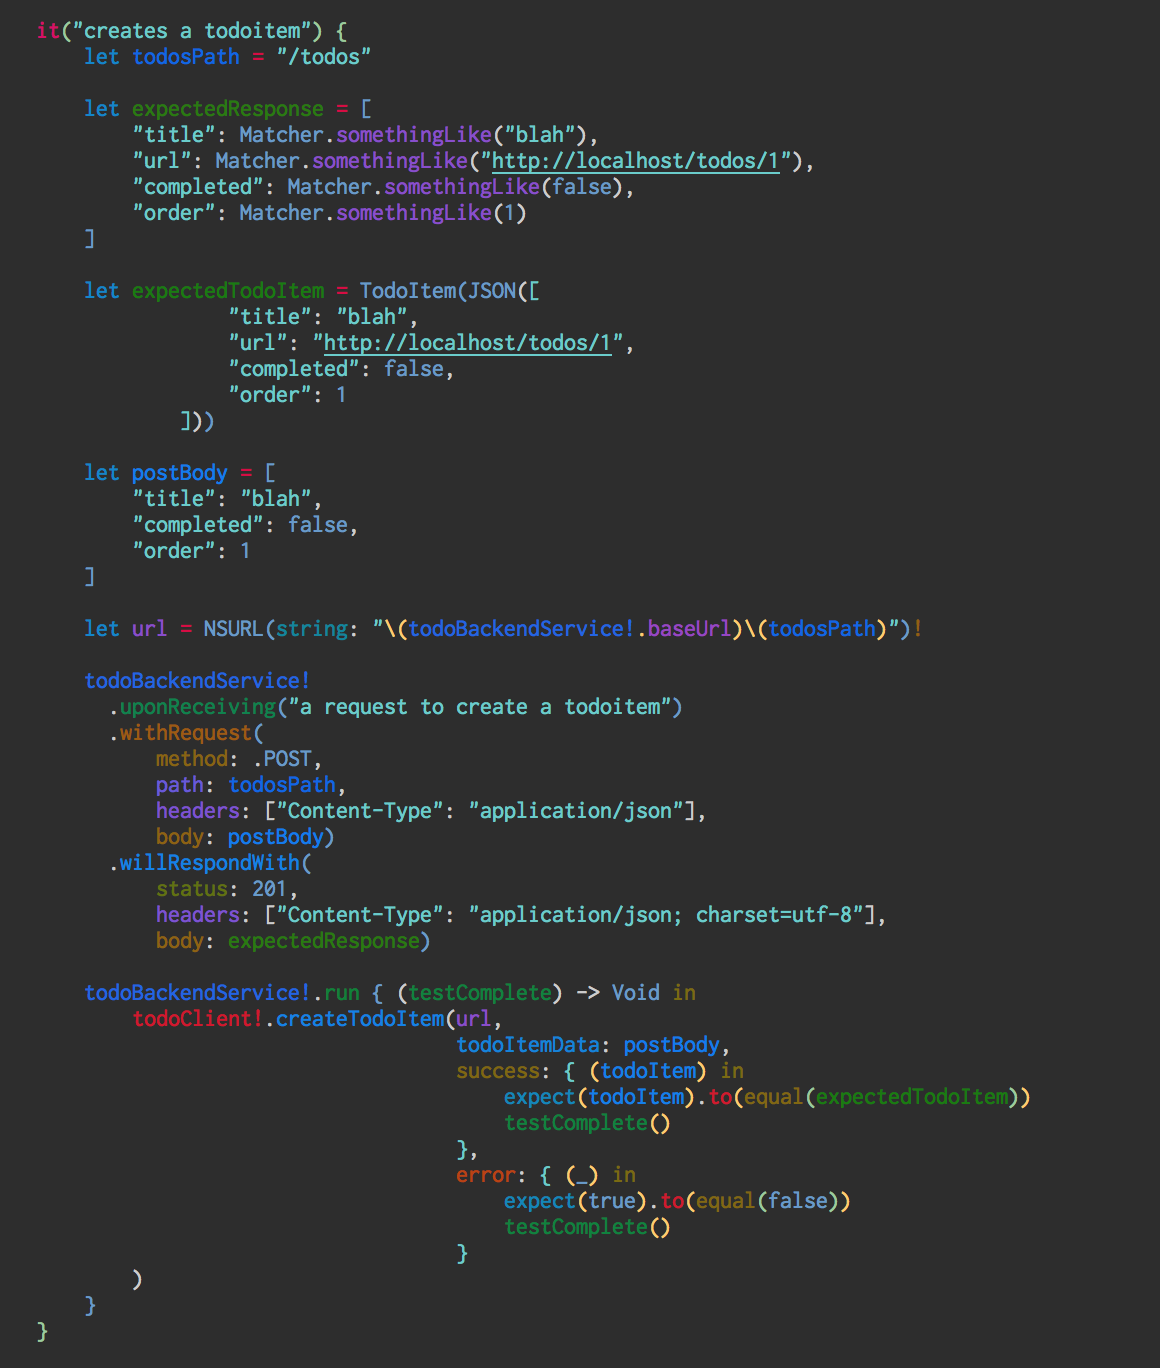 it("creates a todoitem") {
    let todosPath = "/todos"

    let expectedResponse = [
        "title": Matcher.somethingLike("blah"),
        "url": Matcher.somethingLike("http://localhost/todos/1"),
        "completed": Matcher.somethingLike(false),
        "order": Matcher.somethingLike(1)
    ]

    let expectedTodoItem = TodoItem(JSON([
                "title": "blah",
                "url": "http://localhost/todos/1",
                "completed": false,
                "order": 1
            ]))

    let postBody = [
        "title": "blah",
        "completed": false,
        "order": 1
    ]

    let url = NSURL(string: "\(todoBackendService!.baseUrl)\(todosPath)")!

    todoBackendService!
      .uponReceiving("a request to create a todoitem")
      .withRequest(
          method: .POST,
          path: todosPath,
          headers: ["Content-Type": "application/json"],
          body: postBody)
      .willRespondWith(
          status: 201,
          headers: ["Content-Type": "application/json; charset=utf-8"],
          body: expectedResponse)

    todoBackendService!.run { (testComplete) -> Void in
        todoClient!.createTodoItem(url,
                                   todoItemData: postBody,
                                   success: { (todoItem) in
                                       expect(todoItem).to(equal(expectedTodoItem))
                                       testComplete()
                                   },
                                   error: { (_) in
                                       expect(true).to(equal(false))
                                       testComplete()
                                   }
        )
    }
}